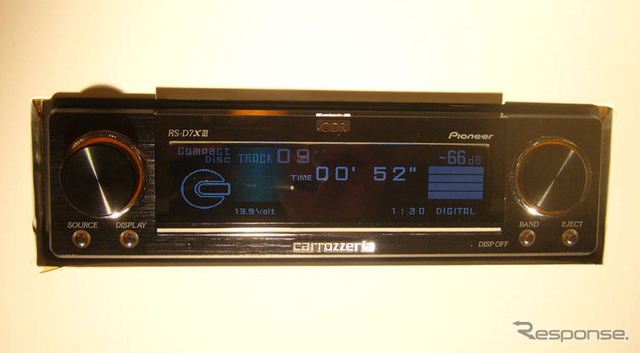 RS-D7XIII
Pioneer
Compact Disc TRACK 09
-66dB
TIME 00' 52"
13.9Volt
1:30 DIGITAL
SOURCE DISPLAY
BAND EJECT
carrozzeria
DISP OFF
Response.